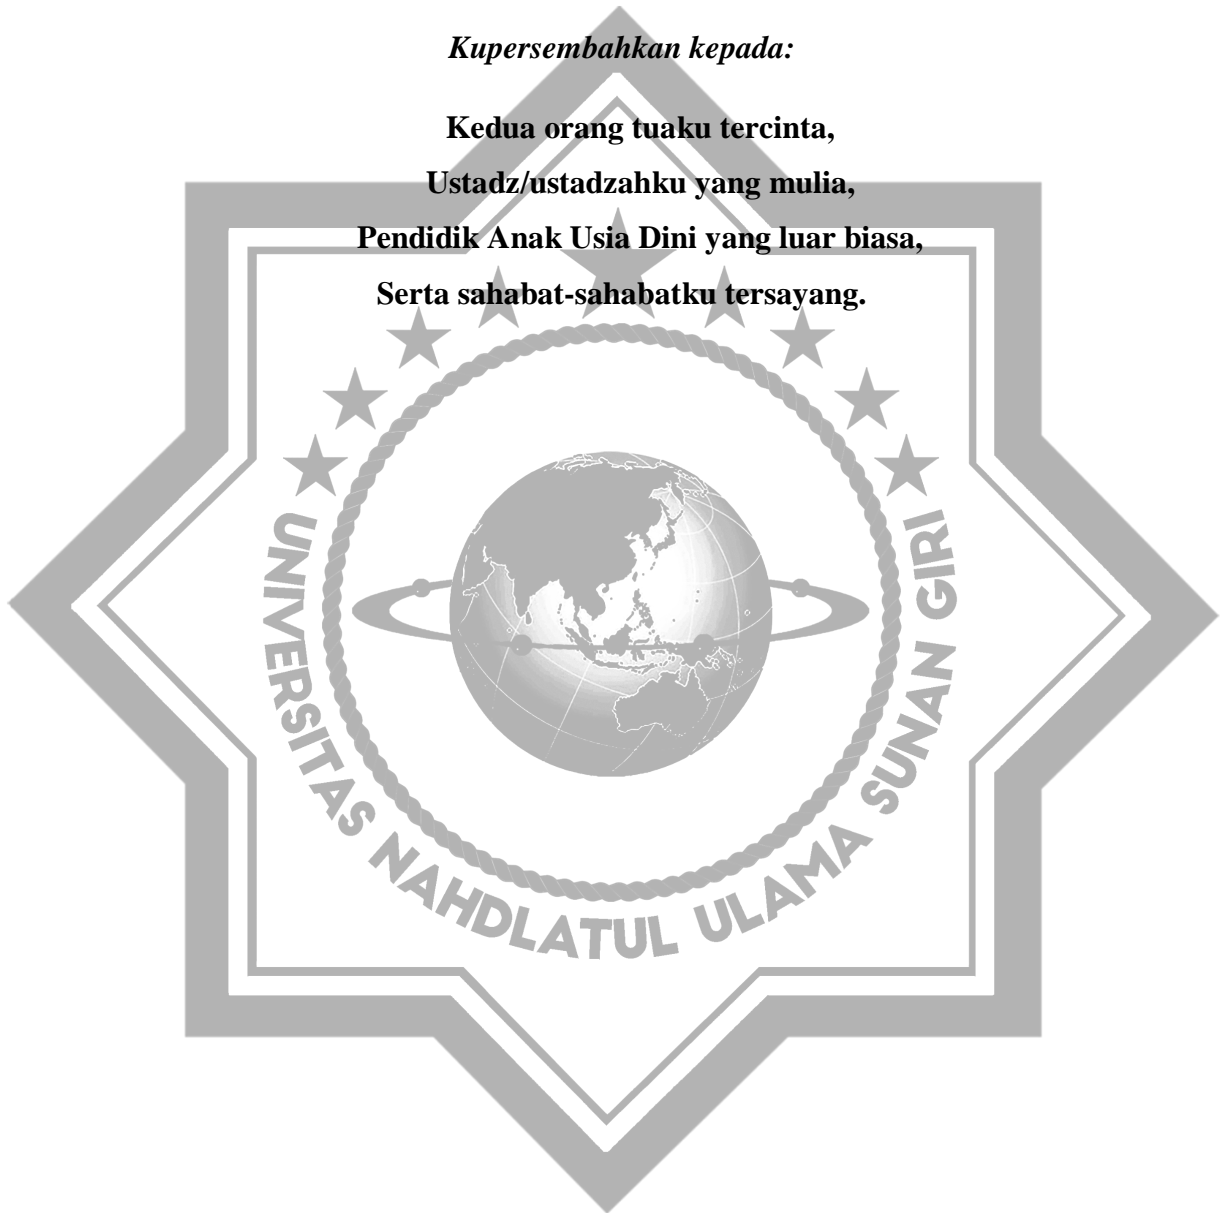 Kupersembahkan kepada:
Kedua orang tuaku tercinta,
Ustadz/ustadzahku yang mulia,
Pendidik Anak Usia Dini yang luar biasa,
Serta sahabat-sahabatku tersayang.
UNIVERSITAS NAHDLATUL ULAMA SUNAN GIRI